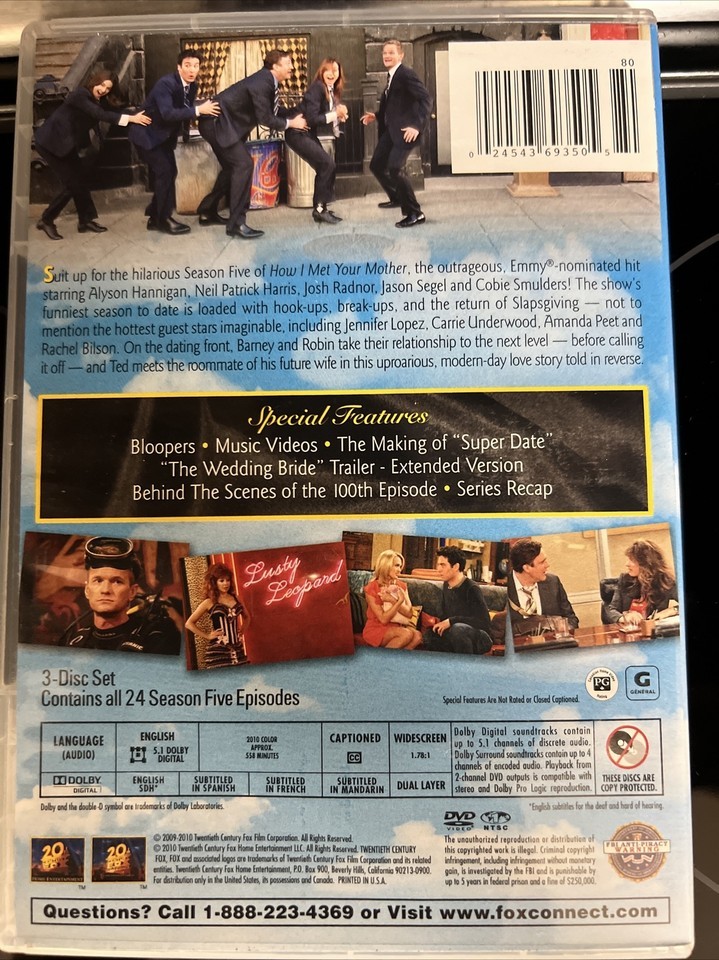 80
0 24543 69350 5
Suit up for the hilarious Season Five of How I Met Your Mother, the outrageous, Emmy®-nominated hit
starring Alyson Hannigan, Neil Patrick Harris, Josh Radnor, Jason Segel and Cobie Smulders! The show's
funniest season to date is loaded with hook-ups, break-ups, and the return of Slapsgiving — not to
mention the hottest guest stars imaginable, including Jennifer Lopez, Carrie Underwood, Amanda Peet and
Rachel Bilson. On the dating front, Barney and Robin take their relationship to the next level — before calling
it off — and Ted meets the roommate of his future wife in this uproarious, modern-day love story told in reverse.
Special Features
Bloopers • Music Videos • The Making of "Super Date"
"The Wedding Bride" Trailer - Extended Version
Behind The Scenes of the 100th Episode • Series Recap
Lusty
Leopard
3-Disc Set
Contains all 24 Season Five Episodes
Special Features Are Not Rated or Closed Captioned.
PG
G
GENERAL
LANGUAGE
(AUDIO)
ENGLISH
5.1 DOLBY
DIGITAL
2010 COLOR
APPROX.
558 MINUTES
CAPTIONED
CC
WIDESCREEN
1.78:1
Dolby Digital soundtracks contain
up to 5.1 channels of discrete audio.
Dolby Surround soundtracks contain up to 4
channels of encoded audio. Playback from
2-channel DVD outputs is compatible with
stereo and Dolby Pro Logic reproduction.
THESE DISCS ARE
COPY PROTECTED.
DOLBY
DIGITAL
ENGLISH
SDH*
SUBTITLED
IN SPANISH
SUBTITLED
IN FRENCH
SUBTITLED
IN MANDARIN
DUAL LAYER
Dolby and the double-D symbol are trademarks of Dolby Laboratories.
*English subtitles for the deaf and hard of hearing.
DVD
VIDEO
NTSC
20
HOME ENTERTAINMENT
TM
20
TM
© 2009-2010 Twentieth Century Fox Film Corporation. All Rights Reserved.
© 2010 Twentieth Century Fox Home Entertainment LLC. All Rights Reserved. TWENTIETH CENTURY
FOX, FOX and associated logos are trademarks of Twentieth Century Fox Film Corporation and its related
entities. Twentieth Century Fox Home Entertainment, P.O. Box 900, Beverly Hills, California 90213-0900.
For distribution only in the United States, its possessions and Canada. PRINTED IN U.S.A.
The unauthorized reproduction or distribution of
this copyrighted work is illegal. Criminal copyright
infringement, including infringement without monetary
gain, is investigated by the FBI and is punishable by
up to 5 years in federal prison and a fine of $250,000.
FBI ANTI-PIRACY
WARNING
Questions? Call 1-888-223-4369 or Visit www.foxconnect.com